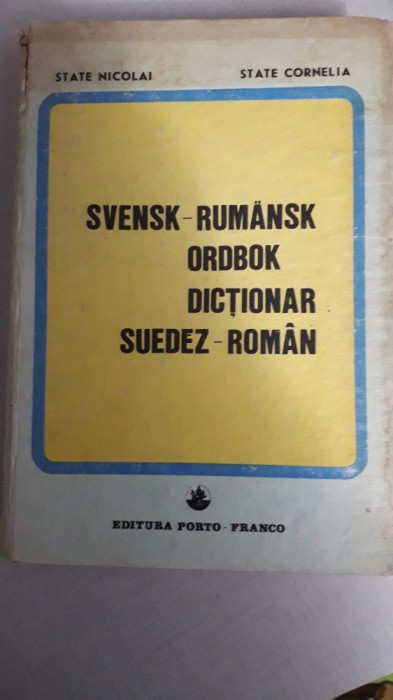 STATE NICOLAI STATE CORNELIA
SVENSK-RUMÄNSK
ORDBOK
DICȚIONAR
SUEDEZ-ROMÂN
EDITURA PORTO-FRANCO